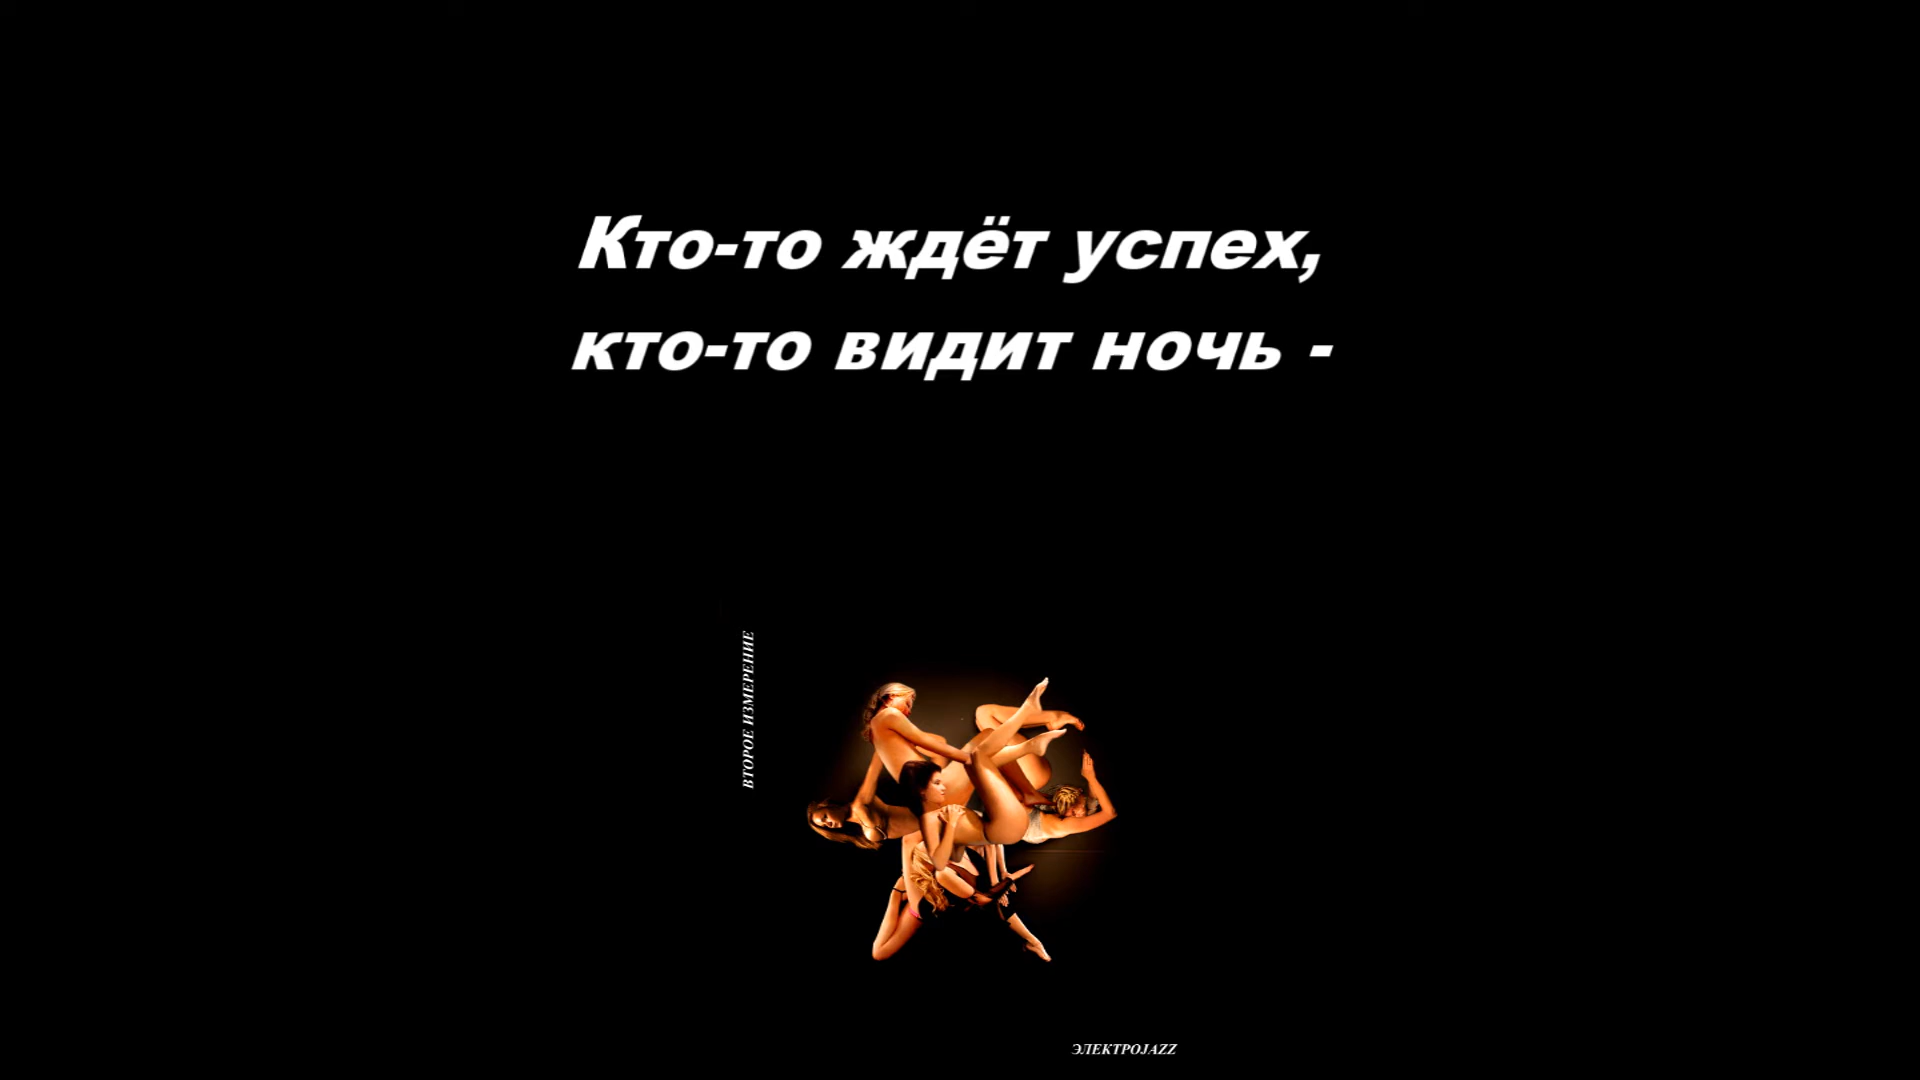 Кто-то ждёт успех,
кто-то видит ночь -
ВТОРОЕ ИЗМЕРЕНИЕ
ЭЛЕКТРОJAZZ